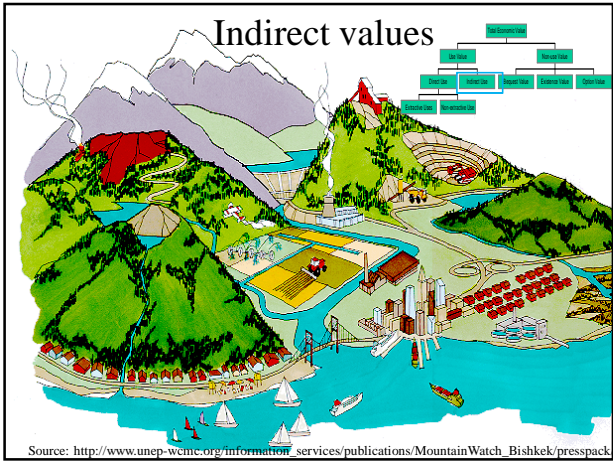 Indirect values
Total Economic Value
Use Value
Non-use Value
Direct Use
Indirect Use
Bequest Value
Existence Value
Option Value
Extractive Uses
Non-extractive Use
Source: http://www.unep-wcmc.org/information_services/publications/MountainWatch_Bishkek/presspack